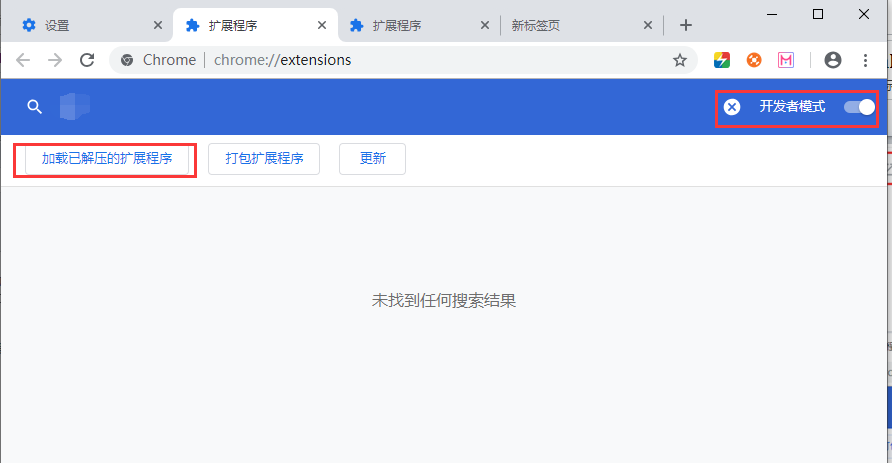 设置
扩展程序
扩展程序
新标签页
Chrome | chrome://extensions
开发者模式
加载已解压的扩展程序
打包扩展程序
更新
未找到任何搜索结果